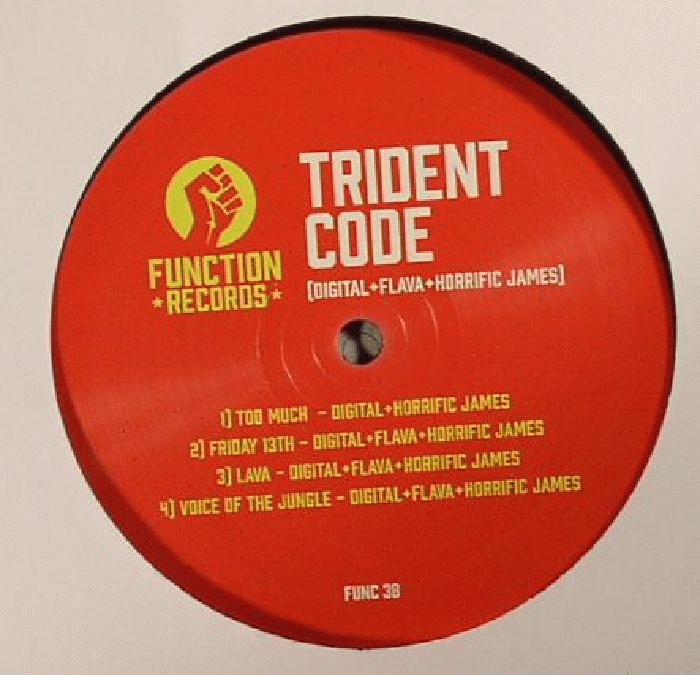 TRIDENT
CODE
(DIGITAL+FLAVA+HORRIFIC JAMES)
FUNCTION
★RECORDS★
1) TOO MUCH - DIGITAL+HORRIFIC JAMES
2) FRIDAY 13TH - DIGITAL+FLAVA+HORRIFIC JAMES
3) LAVA - DIGITAL+FLAVA+HORRIFIC JAMES
4) VOICE OF THE JUNGLE - DIGITAL+FLAVA+HORRIFIC JAMES
FUNC 38